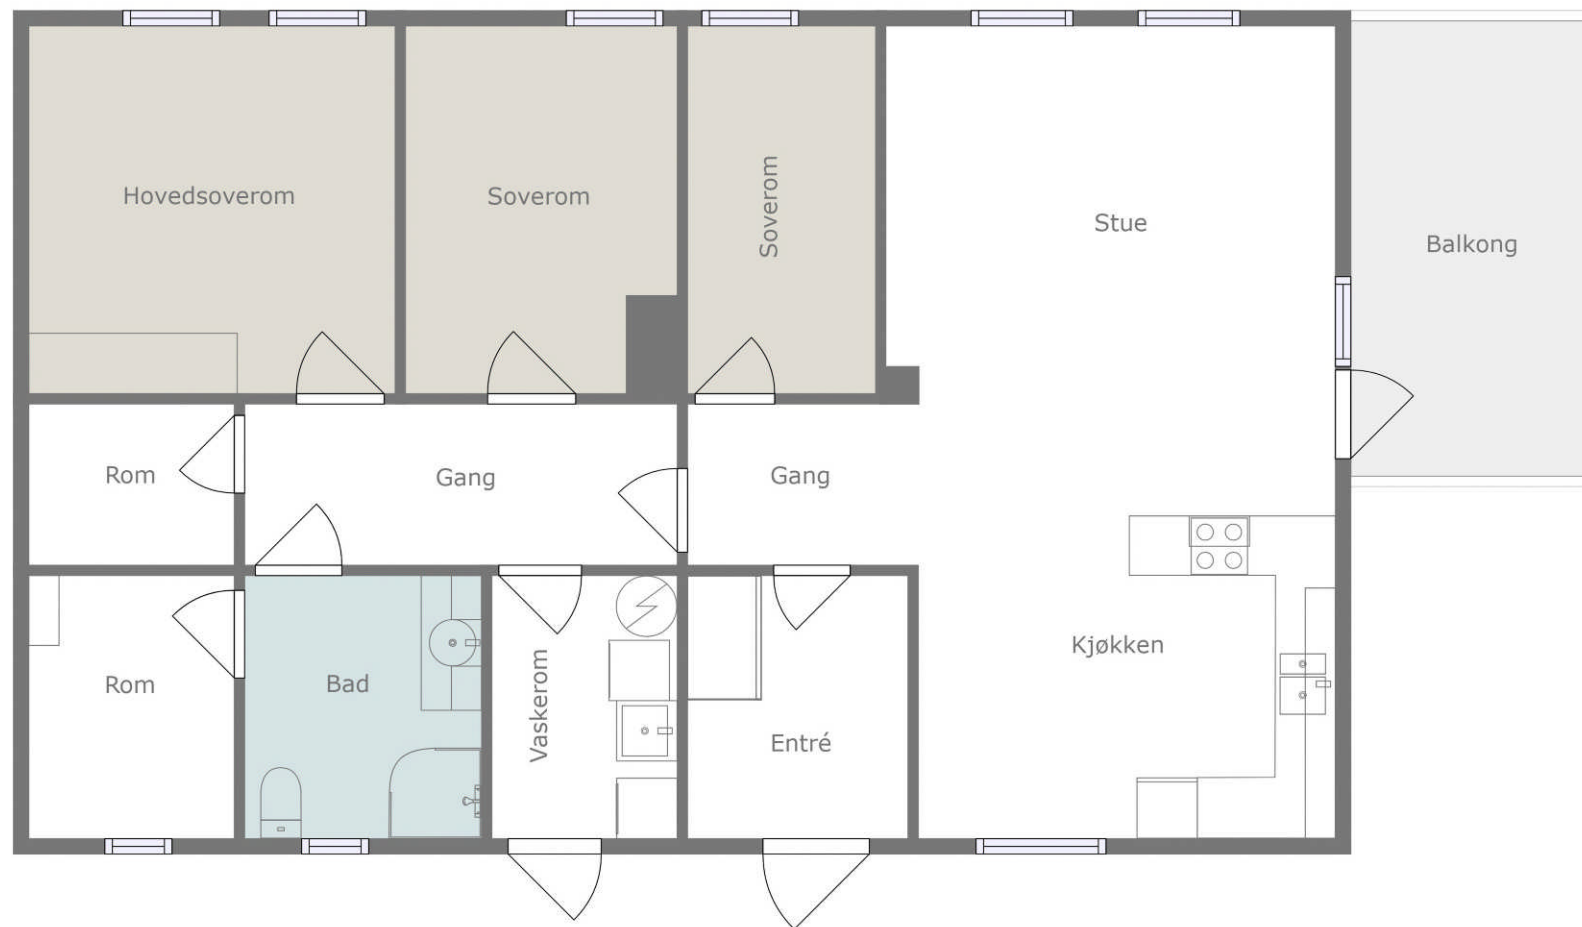 Hovedsoverom
Soverom
Soverom
Stue
Balkong
Rom
Gang
Gang
Rom
Bad
Vaskerom
Entré
Kjøkken